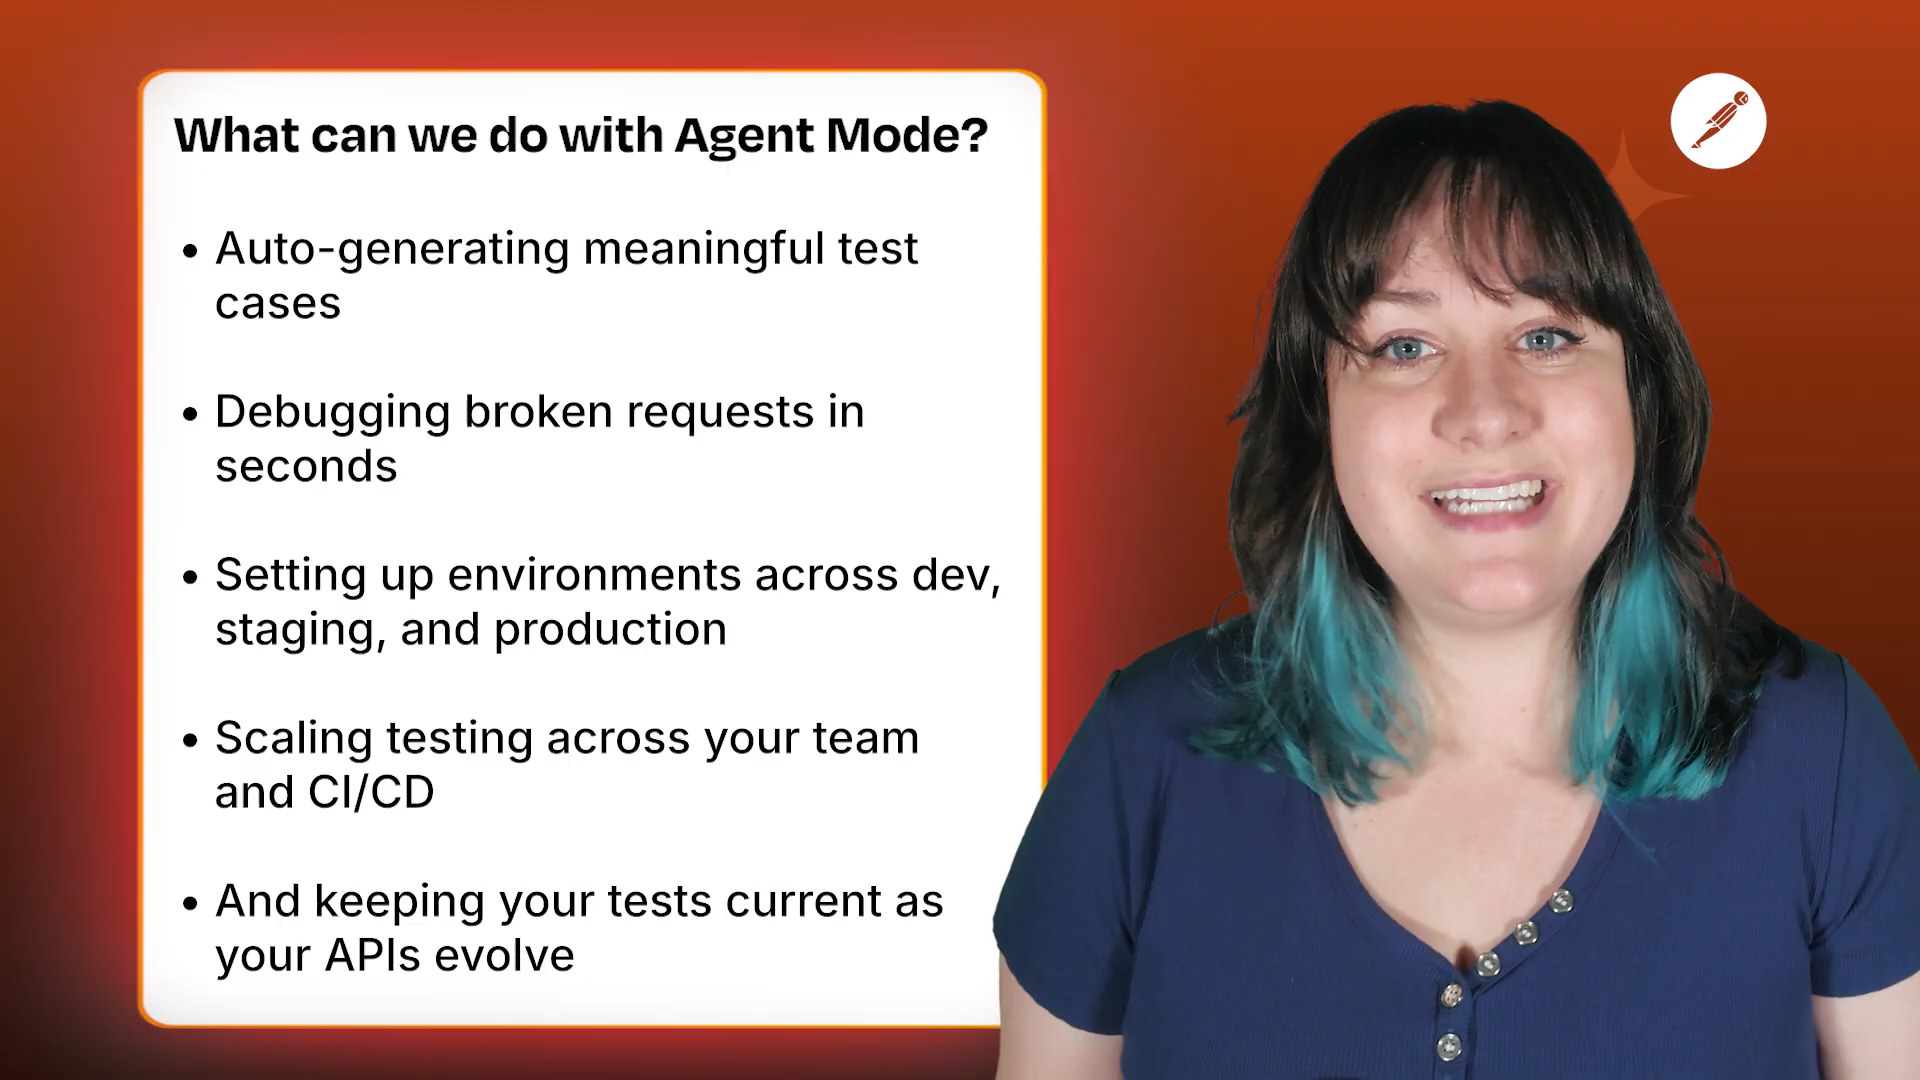 What can we do with Agent Mode?
• Auto-generating meaningful test
cases
• Debugging broken requests in
seconds
• Setting up environments across dev,
staging, and production
• Scaling testing across your team
and CI/CD
• And keeping your tests current as
your APIs evolve